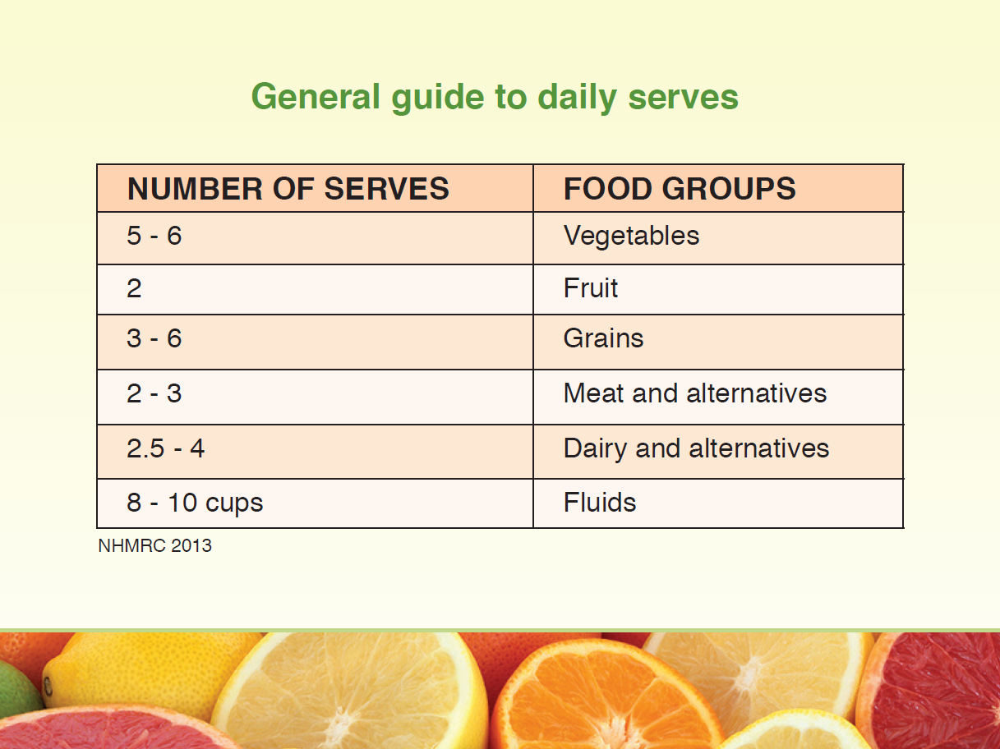 General guide to daily serves
NUMBER OF SERVES FOOD GROUPS
5 - 6 Vegetables
2 Fruit
3 - 6 Grains
2 - 3 Meat and alternatives
2.5 - 4 Dairy and alternatives
8 - 10 cups Fluids
NHMRC 2013